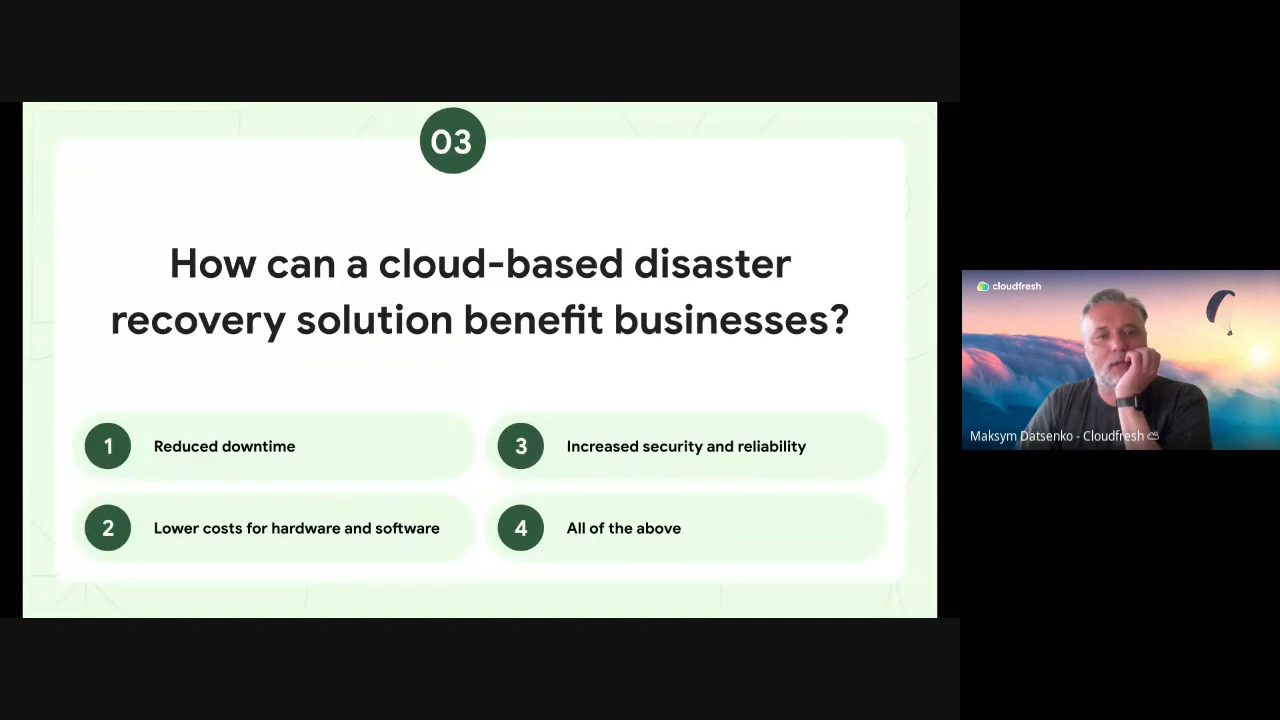 03
How can a cloud-based disaster
recovery solution benefit businesses?
1 Reduced downtime
2 Lower costs for hardware and software
3 Increased security and reliability
4 All of the above
cloudfresh
Maksym Datsenko - Cloudfresh ⛅